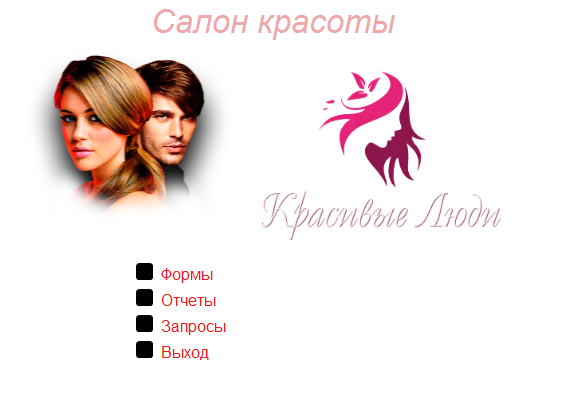 Салон красоты
Красивые Люди
Формы
Отчеты
Запросы
Выход